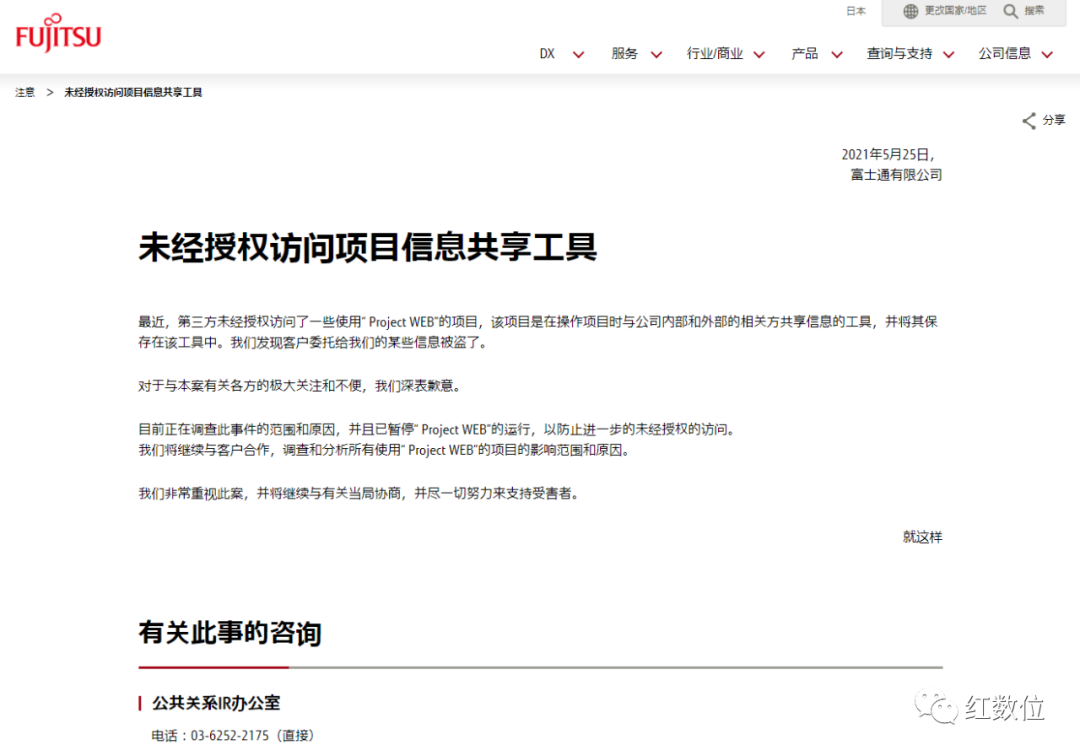 FUJITSU
日本
更改国家/地区
搜索
DX
服务
行业/商业
产品
查询与支持
公司信息
注意 > 未经授权访问项目信息共享工具
分享
2021年5月25日，
富士通有限公司
未经授权访问项目信息共享工具
最近，第三方未经授权访问了一些使用“ Project WEB”的项目，该项目是在操作项目时与公司内部和外部的相关方共享信息的工具，并将其保
存在该工具中。我们发现客户委托给我们的某些信息被盗了。
对于与本案有关各方的极大关注和不便，我们深表歉意。
目前正在调查此事件的范围和原因，并且已暂停“ Project WEB”的运行，以防止进一步的未经授权的访问。
我们将继续与客户合作，调查和分析所有使用“ Project WEB”的项目的影响范围和原因。
我们非常重视此案，并将继续与有关当局协商，并尽一切努力来支持受害者。
就这样
有关此事的咨询
公共关系IR办公室
电话：03-6252-2175（直接）
红数位